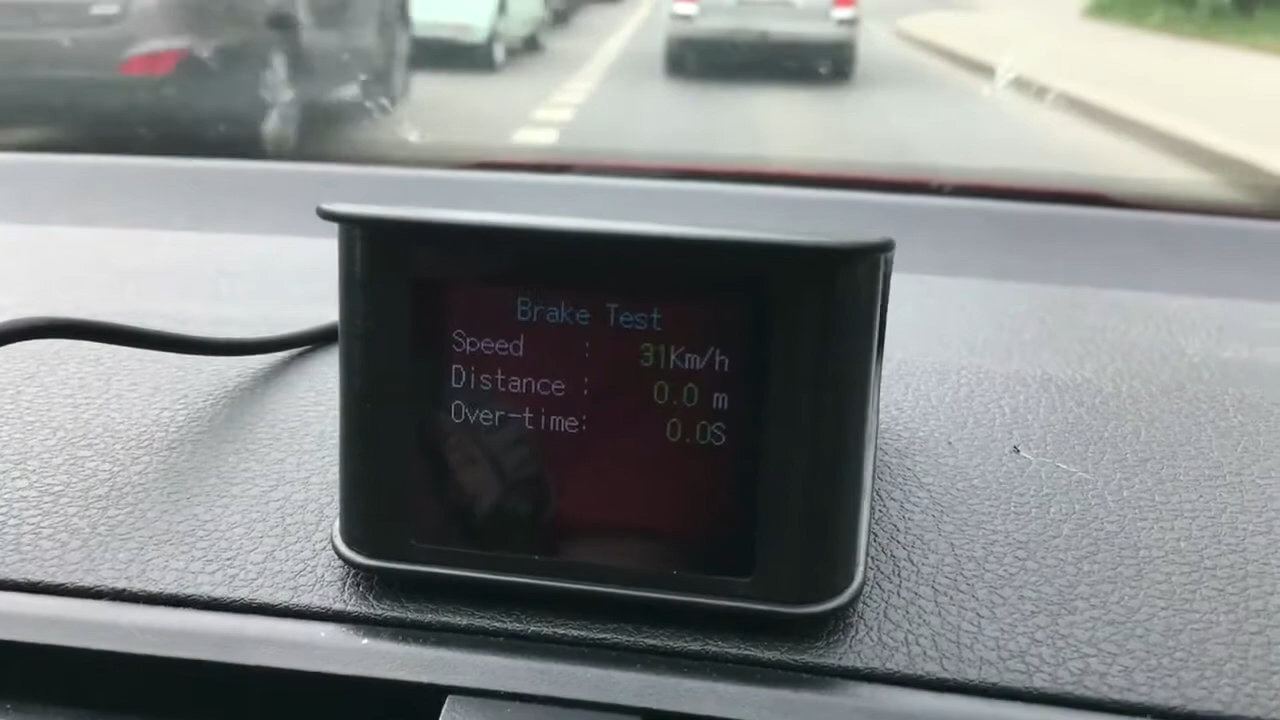 Brake Test
Speed : 31Km/h
Distance : 0.0 m
Over-time: 0.0S